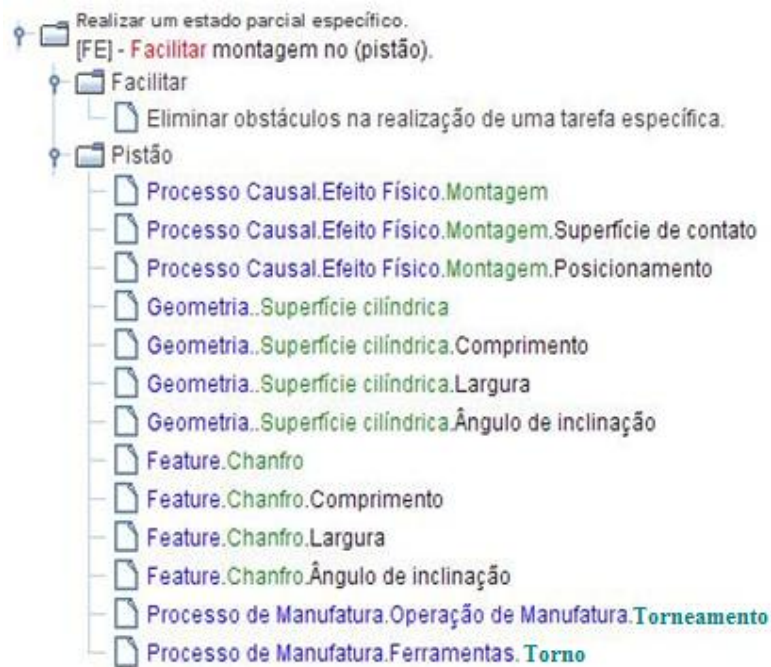 Realizar um estado parcial específico.
[FE] - Facilitar montagem no (pistão).
Facilitar
Eliminar obstáculos na realização de uma tarefa específica.
Pistão
Processo Causal.Efeito Físico.Montagem
Processo Causal.Efeito Físico.Montagem.Superfície de contato
Processo Causal.Efeito Físico.Montagem.Posicionamento
Geometria..Superfície cilíndrica
Geometria..Superfície cilíndrica.Comprimento
Geometria..Superfície cilíndrica.Largura
Geometria..Superfície cilíndrica.Ângulo de inclinação
Feature.Chanfro
Feature.Chanfro.Comprimento
Feature.Chanfro.Largura
Feature.Chanfro.Ângulo de inclinação
Processo de Manufatura.Operação de Manufatura.Torneamento
Processo de Manufatura.Ferramentas. Torno